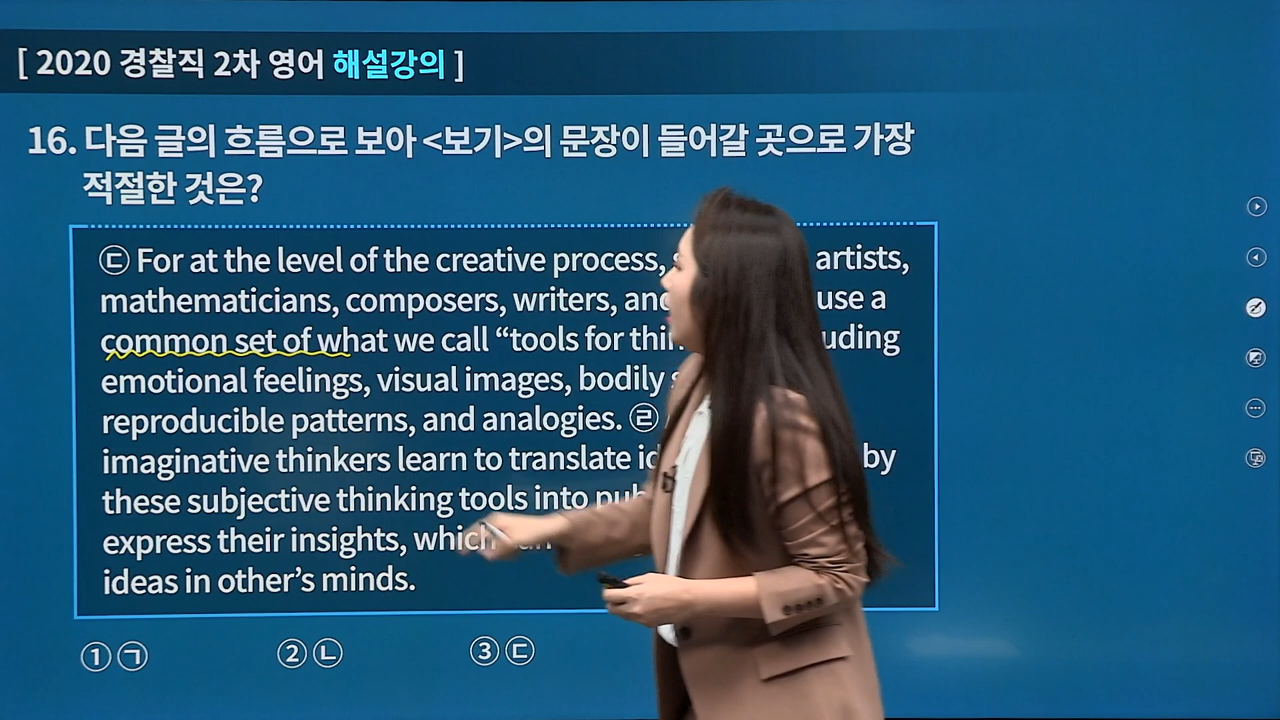 [ 2020 경찰직 2차 영어 해설강의 ]
16. 다음 글의 흐름으로 보아 <보기>의 문장이 들어갈 곳으로 가장
적절한 것은?
㉢ For at the level of the creative process, artists,
mathematicians, composers, writers, and use a
common set of what we call “tools for
emotional feelings, visual images, bodily
reproducible patterns, and analogies. ㉣
imaginative thinkers learn to translate by
these subjective thinking tools into
express their insights, which
ideas in other’s minds.
① ㉠ ② ㉡ ③ ㉢